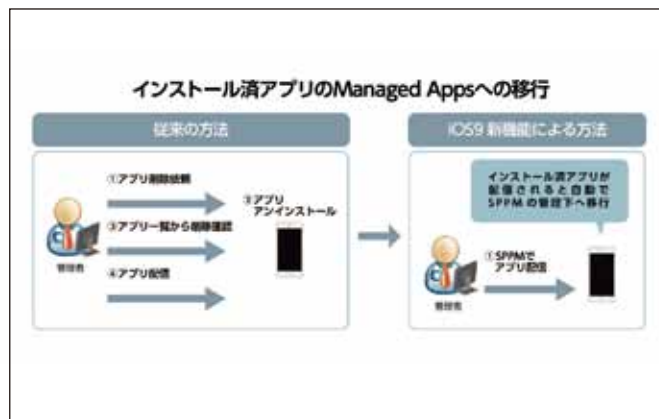 インストール済アプリのManaged Appsへの移行
従来の方法
①アプリ削除依頼
②アプリ
アンインストール
③アプリ一覧から削除確認
④アプリ配信
管理者
iOS9 新機能による方法
インストール済アプリが
配信されると自動で
SPPMの管理下へ移行
①SPPMで
アプリ配信
管理者